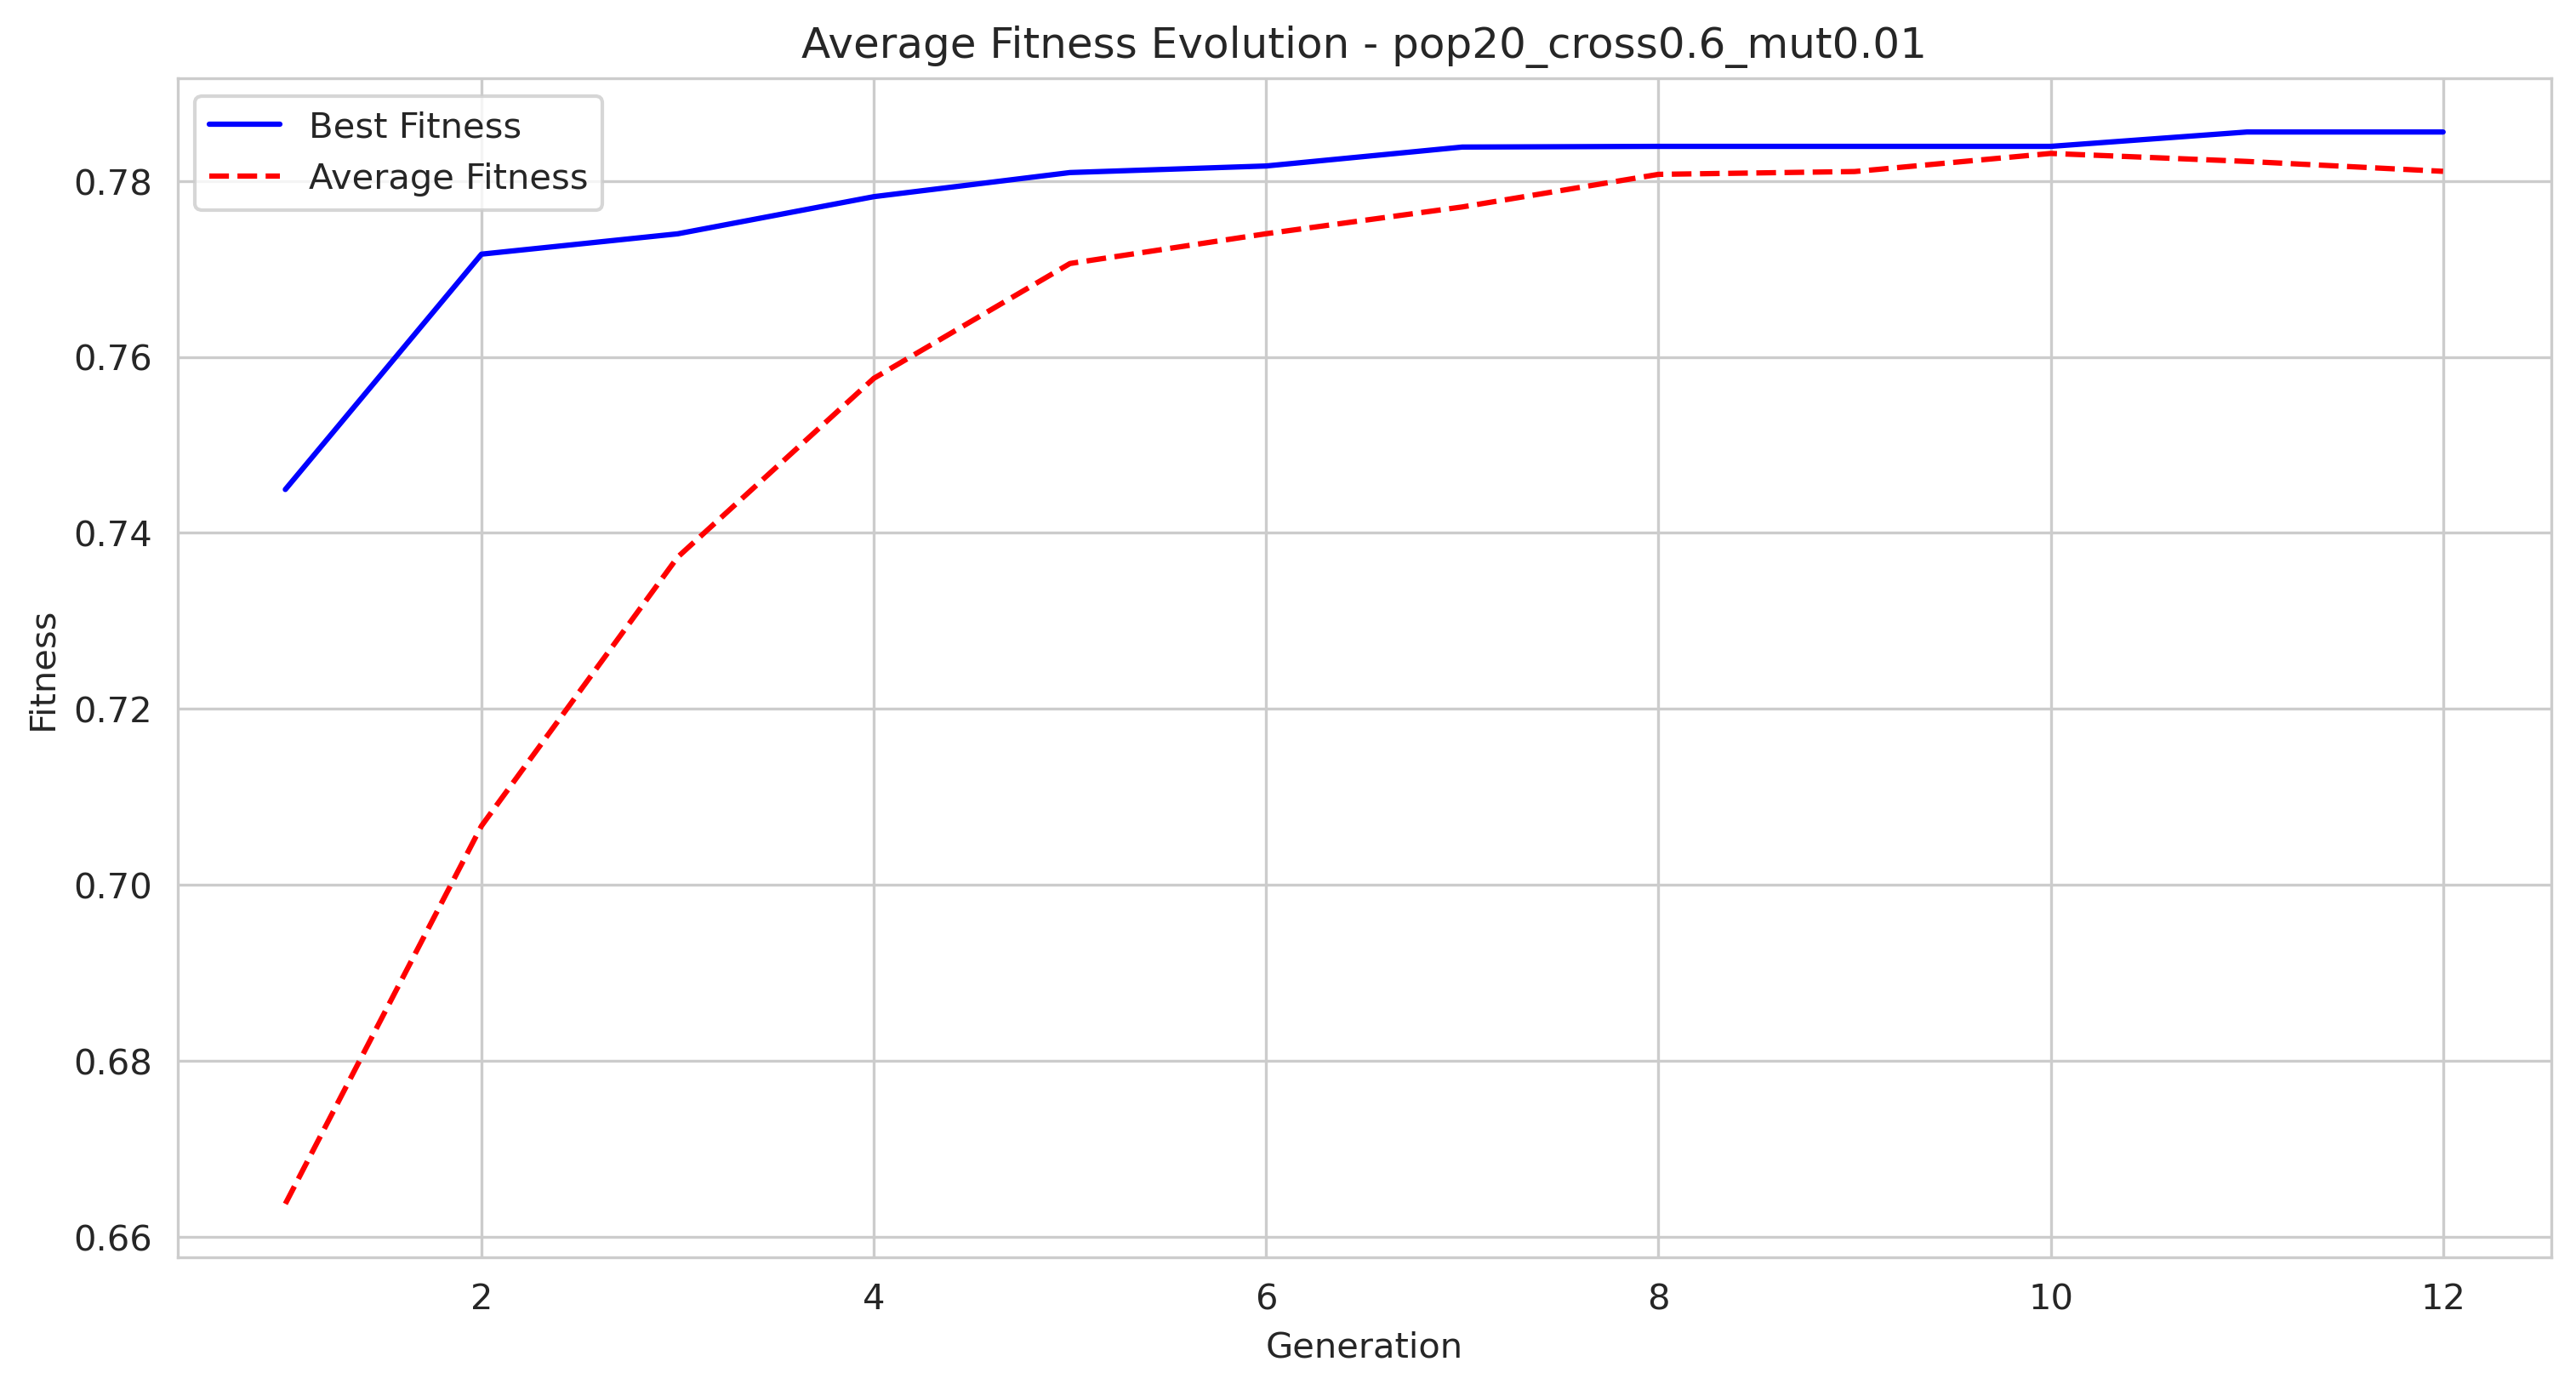 Average Fitness Evolution - pop20_cross0.6_mut0.01
Best Fitness
Average Fitness
0.78
0.76
0.74
0.72
0.70
0.68
0.66
Fitness
2
4
6
8
10
12
Generation